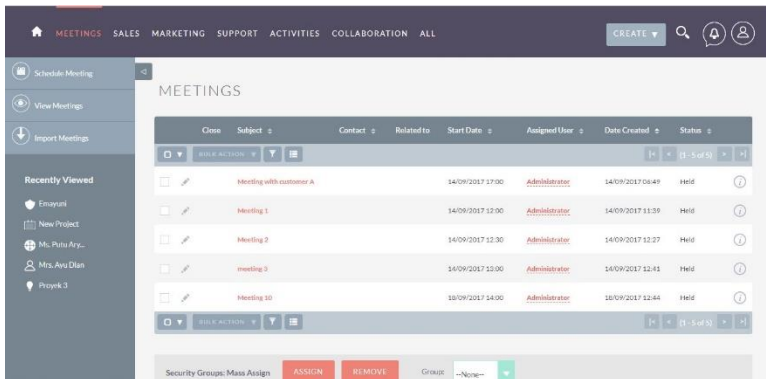 MEETINGS SALES MARKETING SUPPORT ACTIVITIES COLLABORATION ALL CREATE
Schedule Meeting
View Meetings
Import Meetings
Recently Viewed
Emayuni
New Project
Ms. Putu Ary...
Mrs. Ayu Dian
Proyek 3
MEETINGS
Close Subject Contact Related to Start Date Assigned User Date Created Status
BULK ACTION (1 - 5 of 5)
Meeting with customer A 14/09/2017 17:00 Administrator 14/09/2017 06:49 Held
Meeting 1 14/09/2017 12:00 Administrator 14/09/2017 11:39 Held
Meeting 2 14/09/2017 12:30 Administrator 14/09/2017 12:27 Held
meeting 3 14/09/2017 13:00 Administrator 14/09/2017 12:41 Held
Meeting 10 18/09/2017 14:00 Administrator 18/09/2017 12:44 Held
BULK ACTION (1 - 5 of 5)
Security Groups: Mass Assign ASSIGN REMOVE Group: --None--